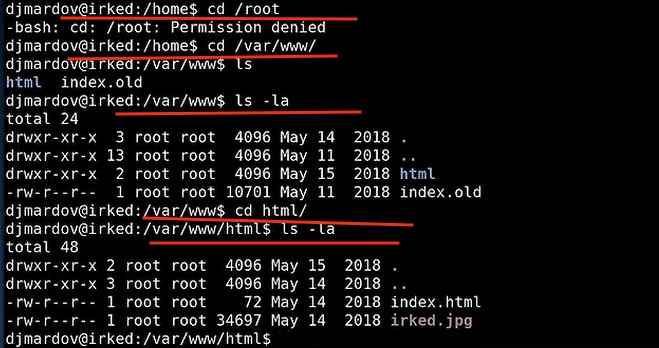 djmardov@irked:/home$ cd /root
-bash: cd: /root: Permission denied
djmardov@irked:/home$ cd /var/www/
djmardov@irked:/var/www$ ls
html  index.old
djmardov@irked:/var/www$ ls -la
total 24
drwxr-xr-x  3 root root  4096 May 14  2018 .
drwxr-xr-x 13 root root  4096 May 11  2018 ..
drwxr-xr-x  2 root root  4096 May 15  2018 html
-rw-r--r--  1 root root 10701 May 11  2018 index.old
djmardov@irked:/var/www$ cd html/
djmardov@irked:/var/www/html$ ls -la
total 48
drwxr-xr-x 2 root root  4096 May 15  2018 .
drwxr-xr-x 3 root root  4096 May 14  2018 ..
-rw-r--r-- 1 root root    72 May 14  2018 index.html
-rw-r--r-- 1 root root 34697 May 14  2018 irked.jpg
djmardov@irked:/var/www/html$